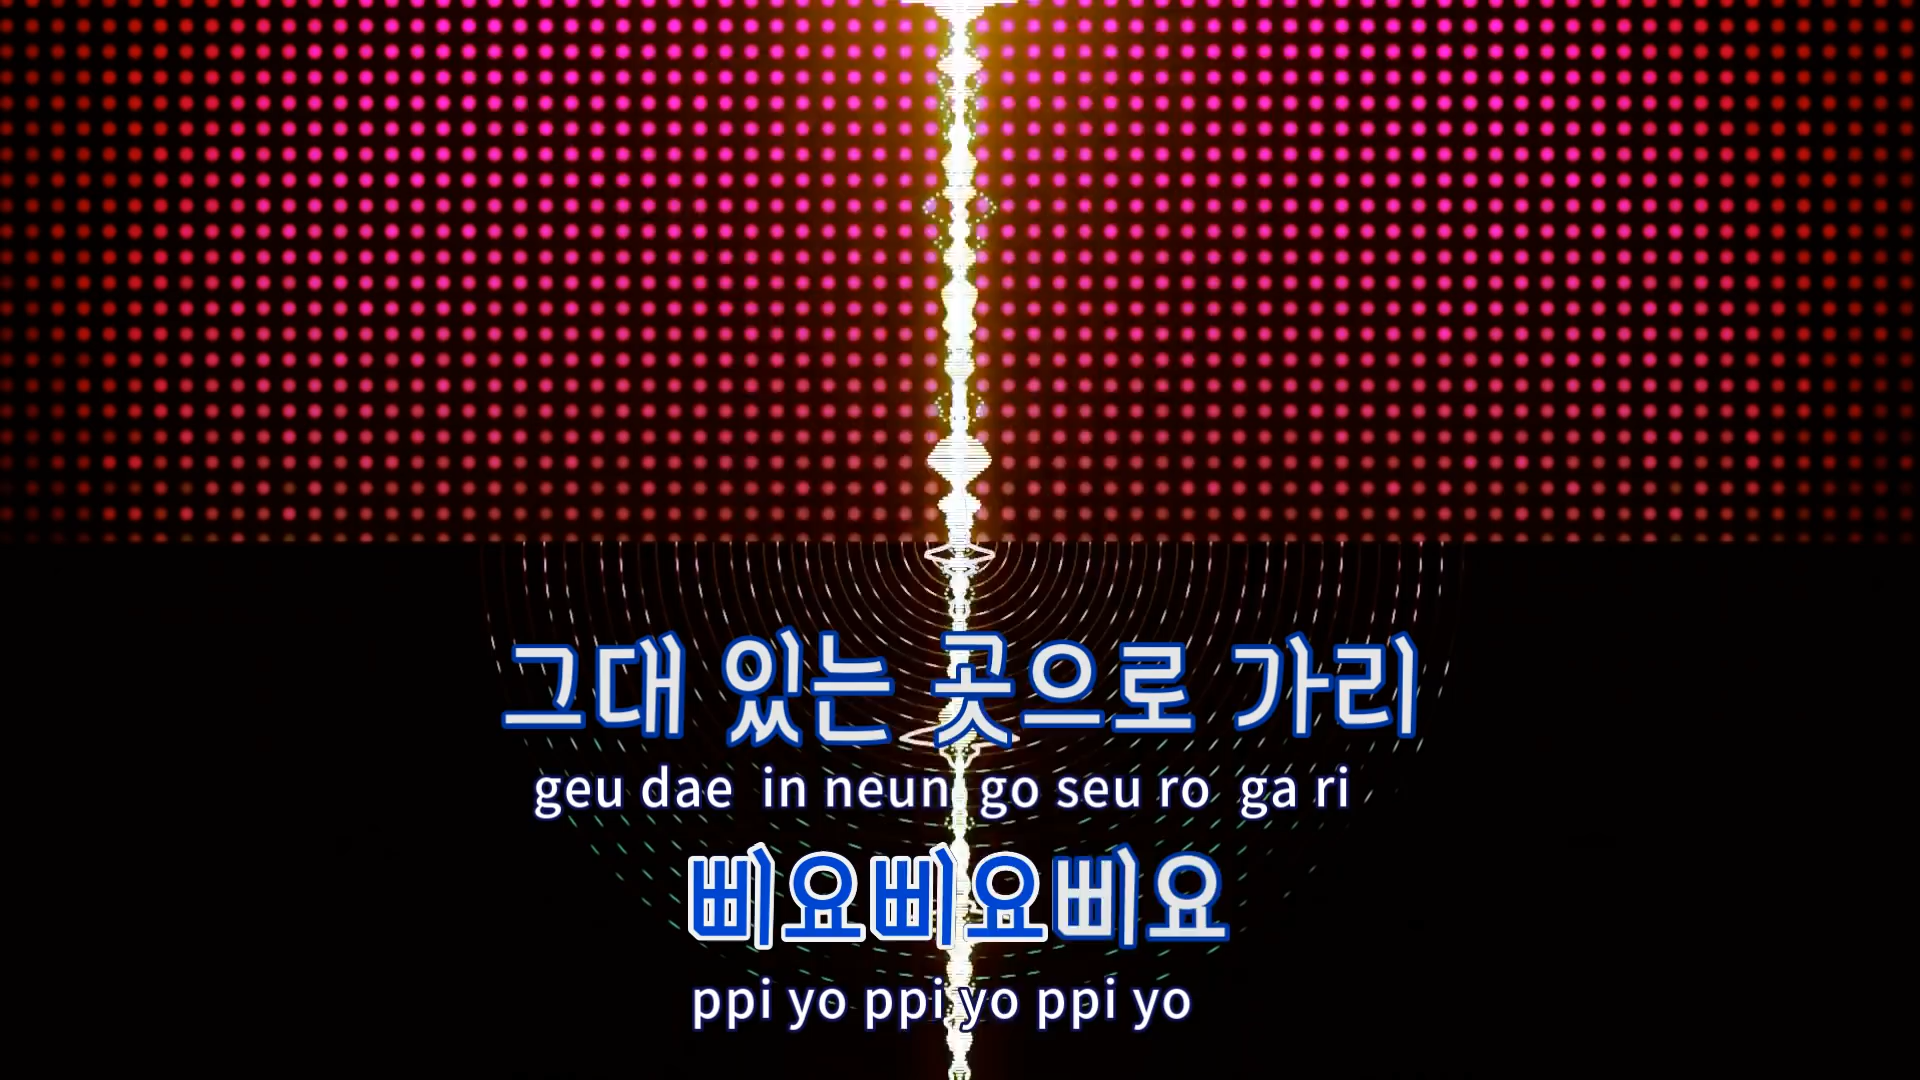 그대 있는 곳으로 가리
geu dae in neun go seu ro ga ri
삐요삐요삐요
ppi yo ppi yo ppi yo